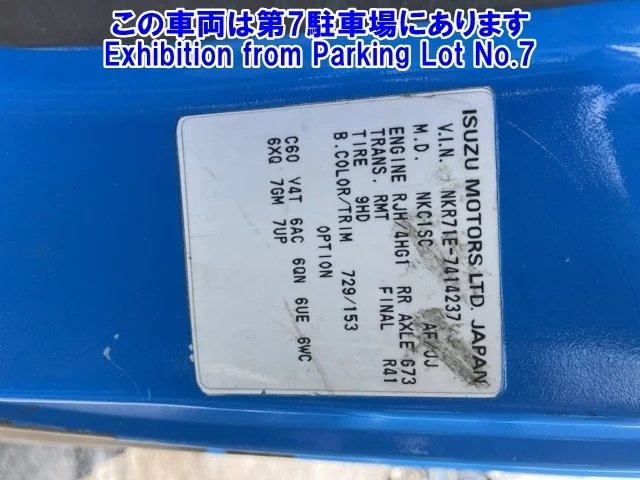 この車両は第7駐車場にあります
Exhibition from Parking Lot No.7
ISUZU MOTORS LTD. JAPAN
V.I.N. NKR71E-7414237
M.D. NKC1SC AF/JJ
ENGINE RJH/4HG1 RR AXLE G73
TRANS. RMT FINAL R41
TIRE 9HD
B.COLOR/TRIM 729/153
OPTION
C60 V4T 6AC 6QN 6UE 6WC
6XQ 7GM 7UP